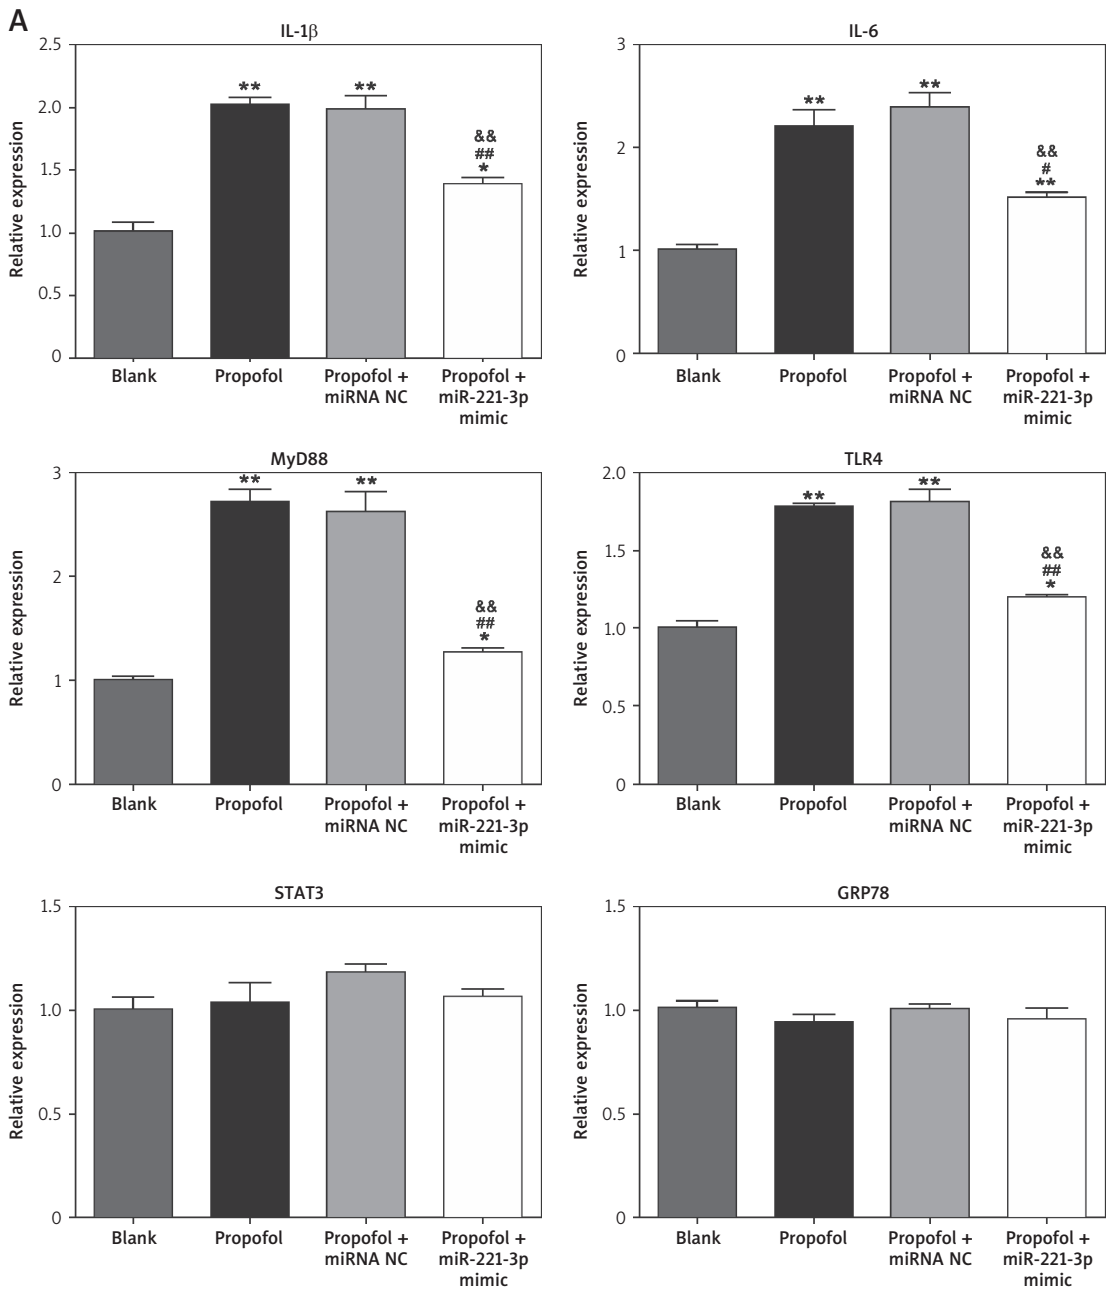 A
IL-1β
Relative expression
2.5
2.0
1.5
1.0
0.5
0
**
**
&&
##
*
Blank
Propofol
Propofol +
miRNA NC
Propofol +
miR-221-3p
mimic
IL-6
Relative expression
3
2
1
0
**
**
&&
#
**
Blank
Propofol
Propofol +
miRNA NC
Propofol +
miR-221-3p
mimic
MyD88
Relative expression
3
2
1
0
**
**
&&
##
*
Blank
Propofol
Propofol +
miRNA NC
Propofol +
miR-221-3p
mimic
TLR4
Relative expression
2.0
1.5
1.0
0.5
0
**
**
&&
##
*
Blank
Propofol
Propofol +
miRNA NC
Propofol +
miR-221-3p
mimic
STAT3
Relative expression
1.5
1.0
0.5
0
Blank
Propofol
Propofol +
miRNA NC
Propofol +
miR-221-3p
mimic
GRP78
Relative expression
1.5
1.0
0.5
0
Blank
Propofol
Propofol +
miRNA NC
Propofol +
miR-221-3p
mimic